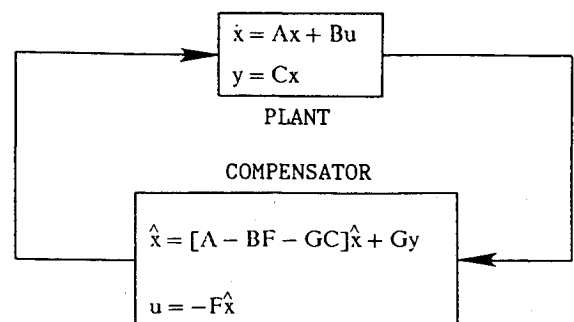 ẋ = Ax + Bu
y = Cx
PLANT
COMPENSATOR
x̂ = [A − BF − GC]x̂ + Gy
u = −Fx̂